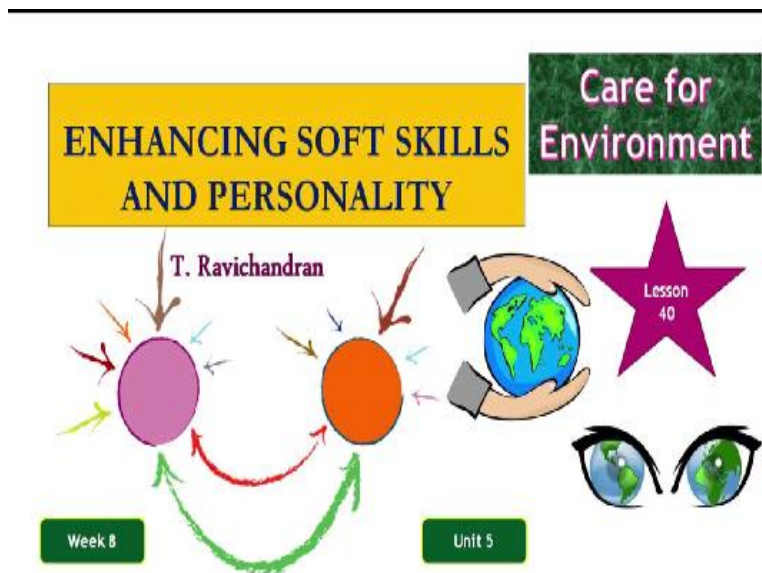 Care for
Environment
ENHANCING SOFT SKILLS
AND PERSONALITY
T. Ravichandran
Lesson
40
Week 8
Unit 5